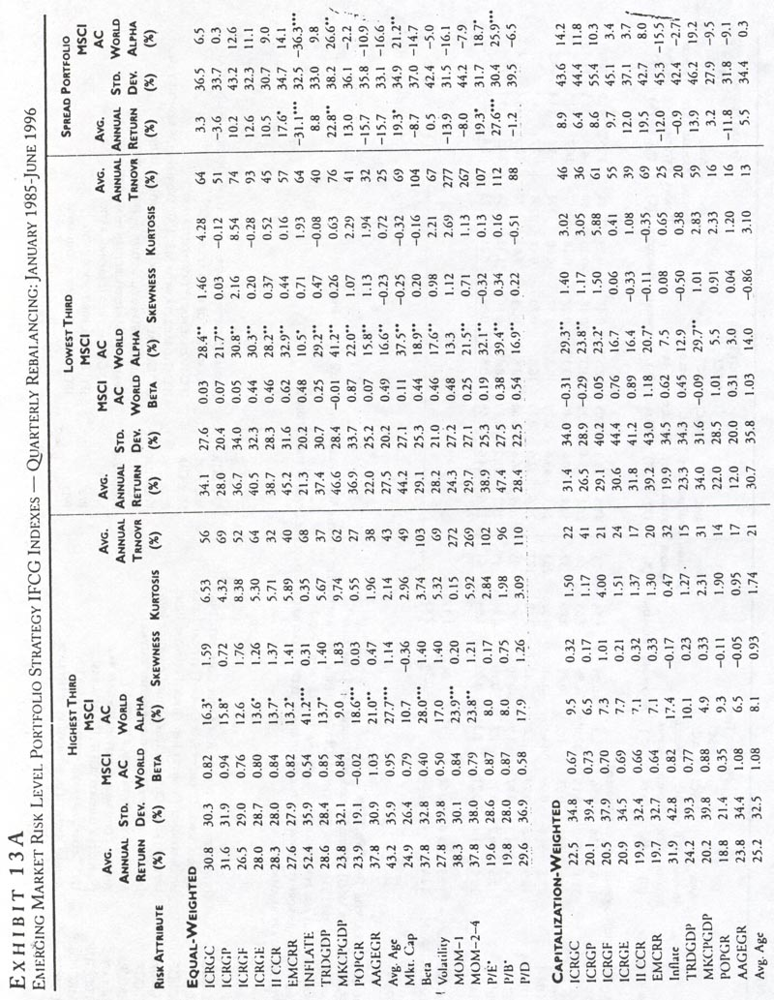 EXHIBIT 13A
EMERGING MARKET RISK LEVEL PORTFOLIO STRATEGY IFCG INDEXES — QUARTERLY REBALANCING: JANUARY 1985-JUNE 1996
HIGHEST THIRD LOWEST THIRD SPREAD PORTFOLIO
MSCI MSCI MSCI
AVG. MSCI AC AVG. AVG. MSCI AC AVG. AVG. AC
ANNUAL STD. AC WORLD ANNUAL ANNUAL STD. AC WORLD ANNUAL ANNUAL STD. WORLD
RETURN DEV. WORLD ALPHA TRNOVR RETURN DEV. WORLD ALPHA TRNOVR RETURN DEV. ALPHA
RISK ATTRIBUTE (%) (%) BETA (%) SKEWNESS KURTOSIS (%) (%) (%) BETA (%) SKEWNESS KURTOSIS (%) (%) (%) (%)
EQUAL-WEIGHTED
ICRGC 30.8 30.3 0.82 16.3* 1.59 6.53 56 34.1 27.6 0.03 28.4** 1.46 4.28 64 3.3 36.5 6.5
ICRGP 31.6 31.9 0.94 15.8* 0.72 4.32 69 28.0 20.4 0.07 21.7** 0.03 –0.12 51 –3.6 33.7 0.3
ICRGF 26.5 29.0 0.76 12.6 1.76 8.38 52 36.7 34.0 0.05 30.8** 2.16 8.54 74 10.2 43.2 12.6
ICRGE 28.0 28.7 0.80 13.6* 1.26 5.30 64 40.5 32.3 0.44 30.3** 0.20 –0.28 93 12.6 32.3 11.1
II CCR 28.3 28.0 0.84 13.7* 1.37 5.71 32 38.7 28.3 0.46 28.2** 0.37 0.52 45 10.5 30.7 9.0
EMCRR 27.6 27.9 0.82 13.2* 1.41 5.89 40 45.2 31.6 0.62 32.9** 0.44 0.16 57 17.6* 34.7 14.1
INFLATE 52.4 35.9 0.54 41.2*** 0.31 0.35 68 21.3 20.2 0.48 10.5* 0.71 1.93 64 –31.1*** 32.5 –36.3***
TRDGDP 28.6 28.4 0.85 13.7* 1.40 5.67 37 37.4 30.7 0.25 29.2** 0.47 –0.08 40 8.8 33.0 9.8
MKCPGDP 23.8 32.1 0.84 9.0 1.83 9.74 62 46.6 28.4 –0.01 41.2** 0.26 0.63 76 22.8** 38.2 26.6**
POPGR 23.9 19.1 –0.02 18.6*** 0.03 0.55 27 36.9 33.7 0.87 22.0** 1.07 2.29 41 13.0 36.1 –2.2
AAGEGR 37.8 30.9 1.03 21.0** 0.47 1.96 38 22.0 25.2 0.07 15.8** 1.13 1.94 32 –15.7 35.8 –10.9
Avg. Age 43.2 35.9 0.95 27.7*** 1.14 2.14 43 27.5 20.2 0.49 16.6** –0.23 0.72 25 –15.7 33.1 –16.6
Mkt. Cap 24.9 26.4 0.79 10.7 –0.36 2.96 49 44.2 27.1 0.11 37.5** –0.25 –0.32 69 19.3* 34.9 21.2**
Beta 37.8 32.8 0.40 28.0*** 1.40 3.74 103 29.1 25.3 0.44 18.9** 0.20 –0.16 104 –8.7 37.0 –14.7
Volatility 27.8 39.8 0.50 17.0 1.40 5.32 69 28.2 21.0 0.46 17.6** 0.98 2.21 67 0.5 42.4 –5.0
MOM–1 38.3 30.1 0.84 23.9*** 0.20 0.15 272 24.3 27.2 0.48 13.3 1.12 2.69 277 –13.9 31.5 –16.1
MOM–2–4 37.8 38.0 0.79 23.8** 1.21 5.92 269 29.7 27.1 0.25 21.5** 0.71 1.13 267 –8.0 44.2 –7.9
P/E* 19.6 28.6 0.87 8.0 0.17 2.84 102 38.9 25.3 0.19 32.1** –0.32 0.13 107 19.3* 31.7 18.7*
P/B* 19.8 28.0 0.87 8.0 0.75 1.98 96 47.4 27.5 0.38 39.4** 0.34 0.16 112 27.6*** 30.4 25.9***
P/D 29.6 36.9 0.58 17.9 1.26 3.09 110 28.4 22.5 0.54 16.9** 0.22 –0.51 88 –1.2 39.5 –6.5
CAPITALIZATION-WEIGHTED
ICRGC 22.5 34.8 0.67 9.5 0.32 1.50 22 31.4 34.0 –0.31 29.3** 1.40 3.02 46 8.9 43.6 14.2
ICRGP 20.1 39.4 0.73 6.5 0.17 1.17 41 26.5 28.9 –0.29 23.8** 1.17 3.05 36 6.4 44.4 11.8
ICRGF 20.5 37.9 0.70 7.3 1.01 4.00 21 29.1 40.2 0.05 23.2* 1.50 5.88 61 8.6 55.4 10.3
ICRGE 20.9 34.5 0.69 7.7 0.21 1.51 24 30.6 44.4 0.76 16.7 0.06 0.41 55 9.7 45.1 3.4
II CCR 19.9 32.4 0.66 7.1 0.32 1.37 17 31.8 41.2 0.89 16.4 –0.33 1.08 39 12.0 37.1 3.7
EMCRR 19.7 32.7 0.64 7.1 0.33 1.30 20 39.2 43.0 1.18 20.7* –0.11 –0.35 69 19.5 42.7 8.0
Inflate 31.9 42.8 0.82 17.4 –0.17 0.47 32 19.9 34.5 0.62 7.5 0.08 0.65 25 –12.0 45.3 –15.5
TRDGDP 24.2 39.3 0.77 10.1 0.23 1.27 15 23.3 34.3 0.45 12.9 –0.50 0.38 20 –0.9 42.4 –2.7
MKCPGDP 20.2 39.8 0.88 4.9 0.33 2.31 31 34.0 31.6 –0.09 29.7** 1.01 2.83 59 13.9 46.2 19.2
POPGR 18.8 21.4 0.35 9.3 –0.11 1.90 14 22.0 28.5 1.01 5.5 0.91 2.33 16 3.2 27.9 –9.5
AAEGER 23.8 34.4 1.08 6.5 –0.05 0.95 17 12.0 20.0 0.31 3.0 0.04 1.20 16 –11.8 31.8 –9.1
Avg. Age 25.2 32.5 1.08 8.1 0.93 1.74 21 30.7 35.8 1.03 14.0 –0.86 3.10 13 5.5 34.4 0.3